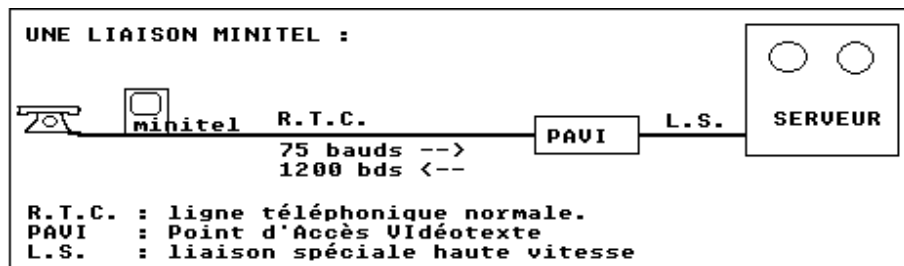 UNE LIAISON MINITEL :
minitel
R.T.C.
PAVI
L.S.
SERVEUR
75 bauds -->
1200 bds <--
R.T.C. : ligne téléphonique normale.
PAVI : Point d'Accès VIdéotexte
L.S. : liaison spéciale haute vitesse